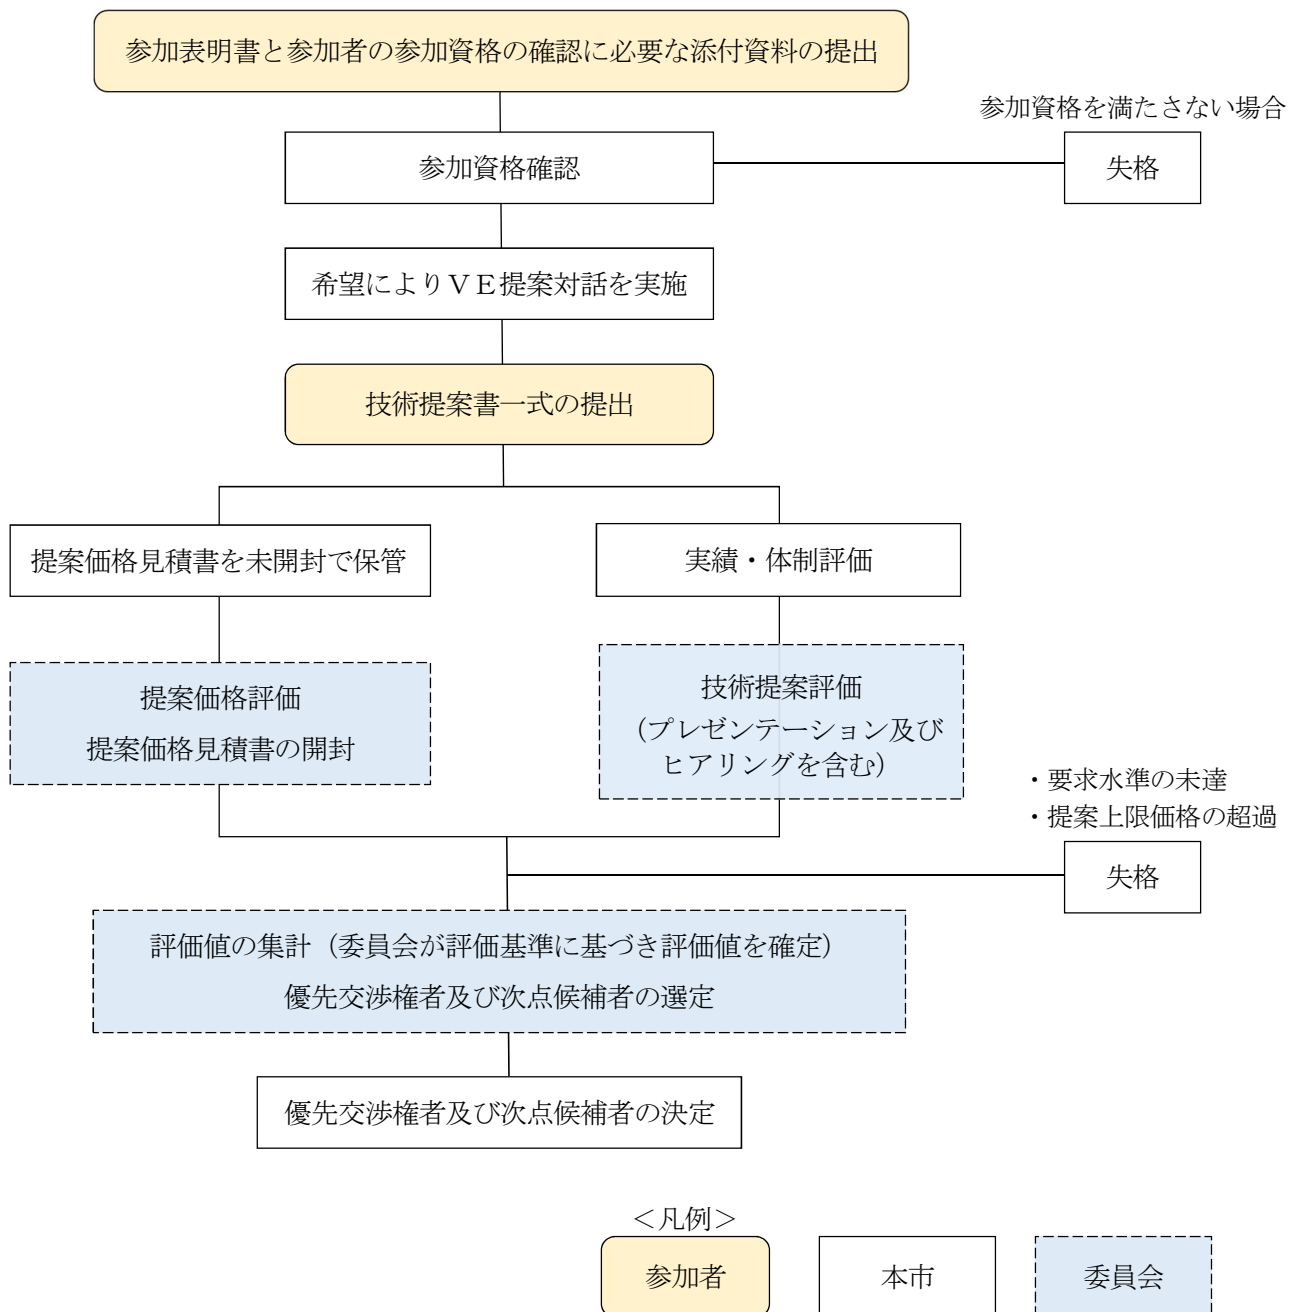 参加表明書と参加者の参加資格の確認に必要な添付資料の提出
参加資格を満たさない場合
参加資格確認
失格
希望によりＶＥ提案対話を実施
技術提案書一式の提出
提案価格見積書を未開封で保管
実績・体制評価
提案価格評価
提案価格見積書の開封
技術提案評価
（プレゼンテーション及び
ヒアリングを含む）
・要求水準の未達
・提案上限価格の超過
失格
評価値の集計（委員会が評価基準に基づき評価値を確定）
優先交渉権者及び次点候補者の選定
優先交渉権者及び次点候補者の決定
＜凡例＞
参加者
本市
委員会